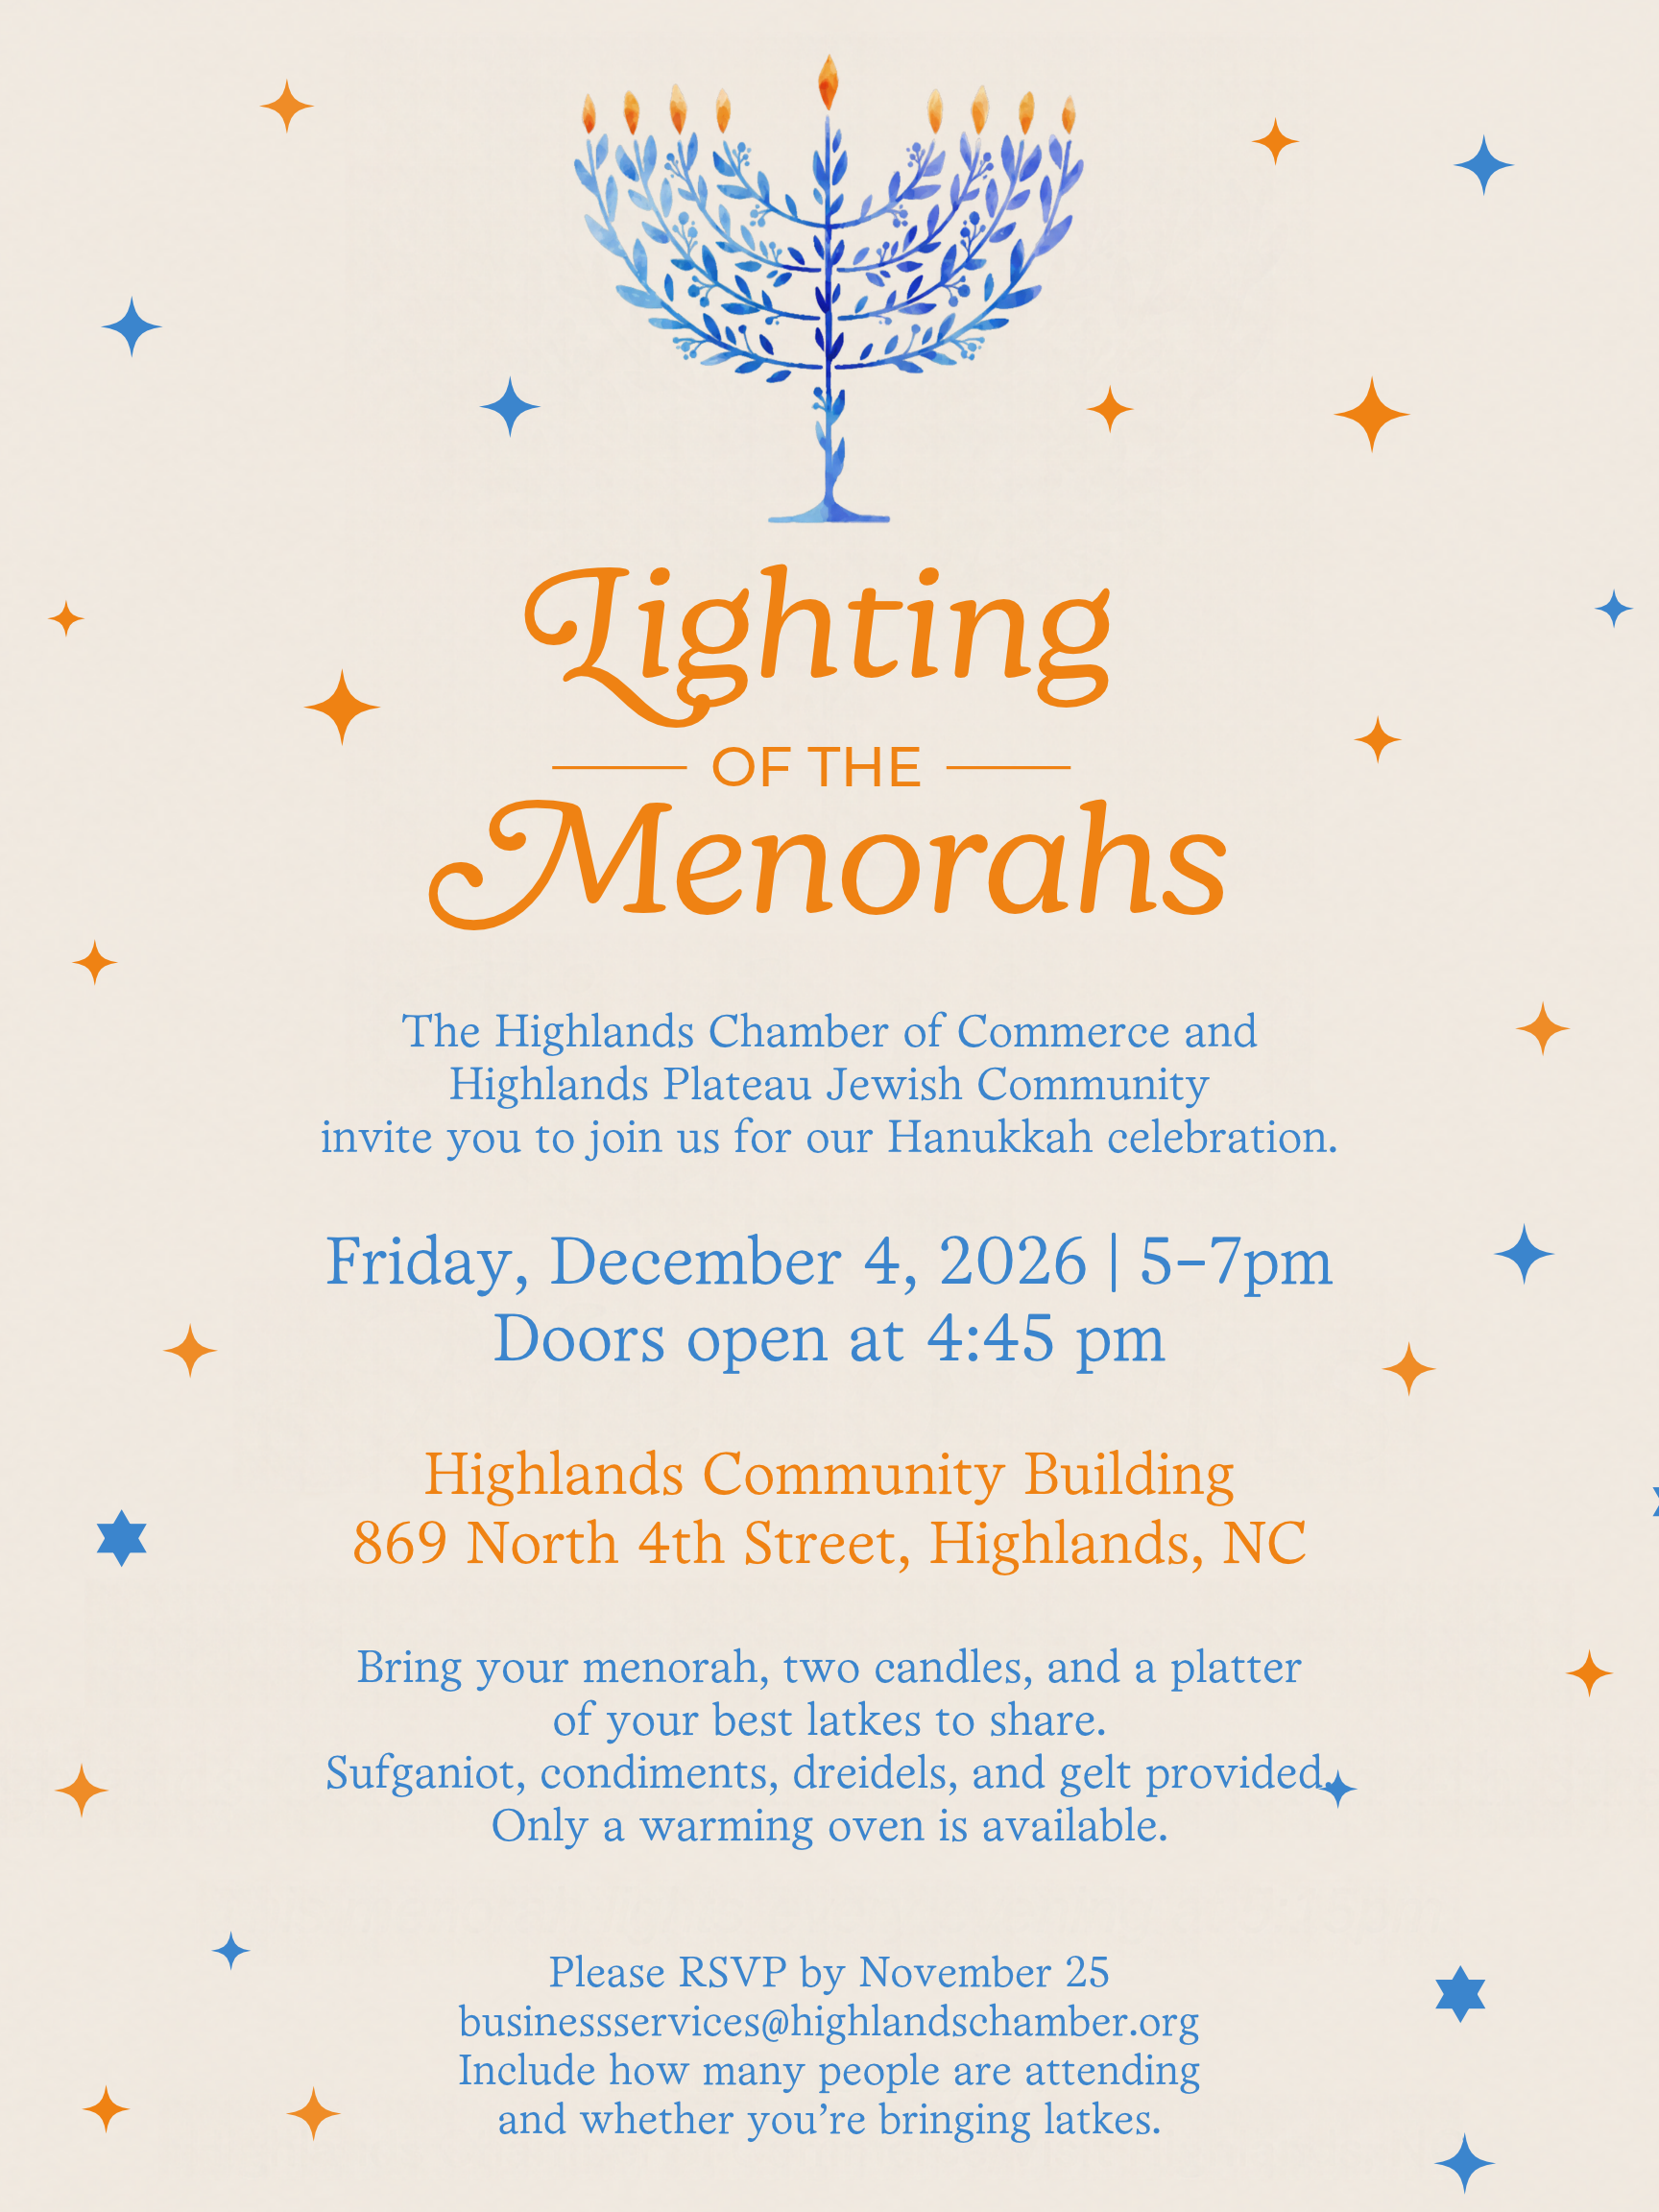 Lighting
OF THE
Menorahs
The Highlands Chamber of Commerce and
Highlands Plateau Jewish Community
invite you to join us for our Hanukkah celebration.
Friday, December 4, 2026 | 5–7pm
Doors open at 4:45 pm
Highlands Community Building
869 North 4th Street, Highlands, NC
Bring your menorah, two candles, and a platter
of your best latkes to share.
Sufganiot, condiments, dreidels, and gelt provided.
Only a warming oven is available.
Please RSVP by November 25
businessservices@highlandschamber.org
Include how many people are attending
and whether you’re bringing latkes.